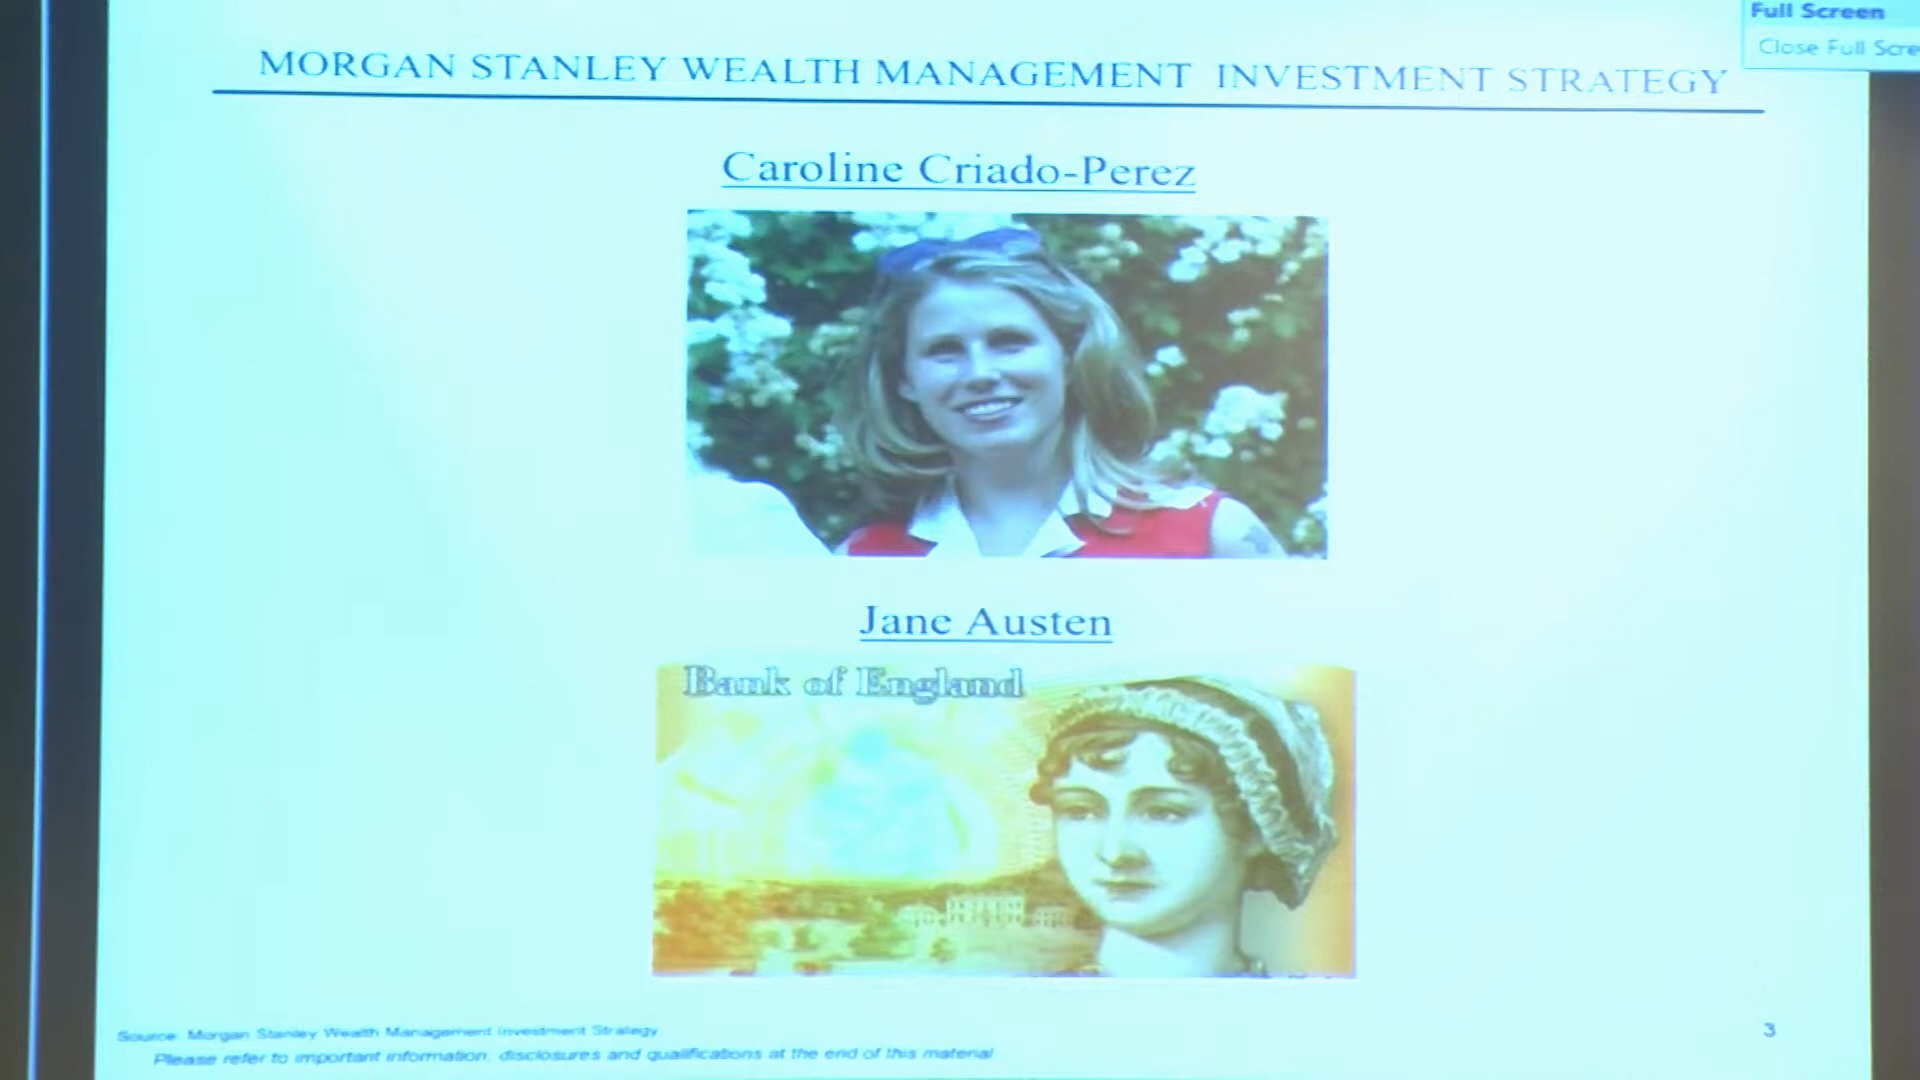 Full Screen
Close Full Scre
MORGAN STANLEY WEALTH MANAGEMENT INVESTMENT STRATEGY
Caroline Criado-Perez
Jane Austen
Bank of England
Source: Morgan Stanley Wealth Management Investment Strategy
3
Please refer to important information, disclosures and qualifications at the end of this material